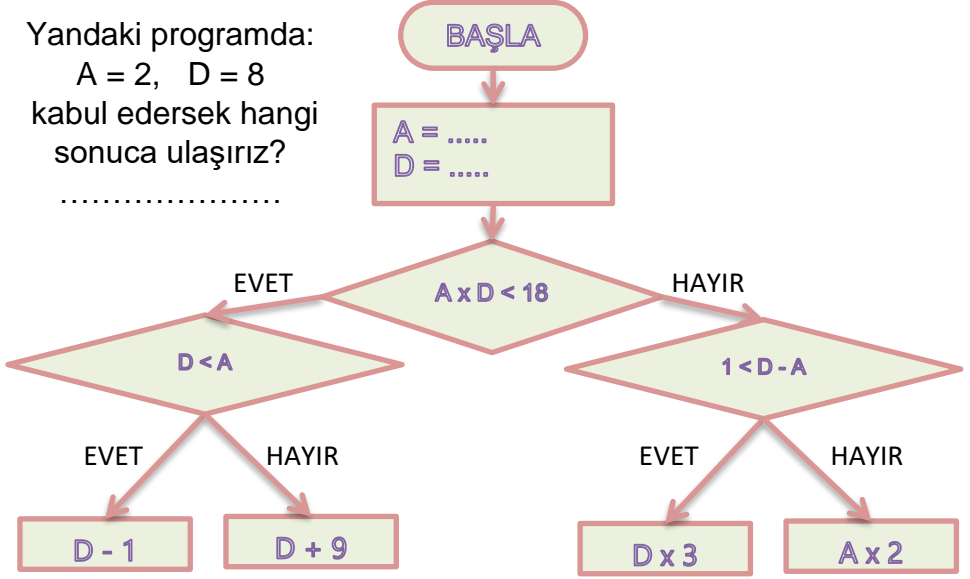 Yandaki programda:
A = 2, D = 8
kabul edersek hangi
sonuca ulaşırız?
…………………
BAŞLA
A = .....
D = .....
EVET
A x D < 18
HAYIR
D < A
1 < D - A
EVET
HAYIR
EVET
HAYIR
D - 1
D + 9
D x 3
A x 2